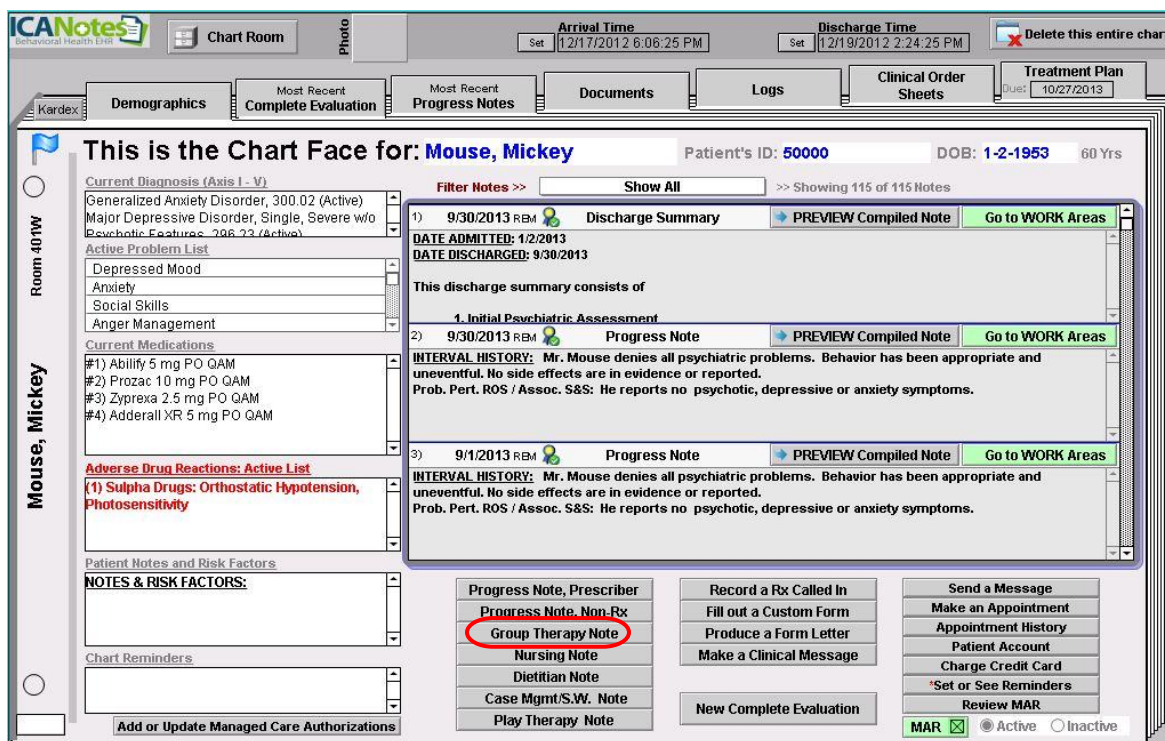 ICANotes
Behavioral Health EHR
Chart Room
Photo
Arrival Time
Set 12/17/2012 6:06:25 PM
Discharge Time
Set 12/19/2012 2:24:25 PM
Delete this entire char
Kardex
Demographics
Most Recent
Complete Evaluation
Most Recent
Progress Notes
Documents
Logs
Clinical Order
Sheets
Treatment Plan
Due: 10/27/2013
This is the Chart Face for: Mouse, Mickey
Patient's ID: 50000
DOB: 1-2-1953
60 Yrs
Room 401W
Mouse, Mickey
Current Diagnosis (Axis I - V)
Generalized Anxiety Disorder, 300.02 (Active)
Major Depressive Disorder, Single, Severe w/o
Psychotic Features, 296.23 (Active)
Active Problem List
Depressed Mood
Anxiety
Social Skills
Anger Management
Current Medications
#1) Abilify 5 mg PO QAM
#2) Prozac 10 mg PO QAM
#3) Zyprexa 2.5 mg PO QAM
#4) Adderall XR 5 mg PO QAM
Adverse Drug Reactions: Active List
(1) Sulpha Drugs: Orthostatic Hypotension,
Photosensitivity
Patient Notes and Risk Factors
NOTES & RISK FACTORS:
Chart Reminders
Add or Update Managed Care Authorizations
Filter Notes >> Show All >> Showing 115 of 115 Notes
1) 9/30/2013 REM Discharge Summary PREVIEW Compiled Note Go to WORK Areas
DATE ADMITTED: 1/2/2013
DATE DISCHARGED: 9/30/2013
This discharge summary consists of
1. Initial Psychiatric Assessment
2) 9/30/2013 REM Progress Note PREVIEW Compiled Note Go to WORK Areas
INTERVAL HISTORY: Mr. Mouse denies all psychiatric problems. Behavior has been appropriate and
uneventful. No side effects are in evidence or reported.
Prob. Pert. ROS / Assoc. S&S: He reports no psychotic, depressive or anxiety symptoms.
3) 9/1/2013 REM Progress Note PREVIEW Compiled Note Go to WORK Areas
INTERVAL HISTORY: Mr. Mouse denies all psychiatric problems. Behavior has been appropriate and
uneventful. No side effects are in evidence or reported.
Prob. Pert. ROS / Assoc. S&S: He reports no psychotic, depressive or anxiety symptoms.
Progress Note, Prescriber
Progress Note, Non-Rx
Group Therapy Note
Nursing Note
Dietitian Note
Case Mgmt/S.W. Note
Play Therapy Note
Record a Rx Called In
Fill out a Custom Form
Produce a Form Letter
Make a Clinical Message
New Complete Evaluation
Send a Message
Make an Appointment
Appointment History
Patient Account
Charge Credit Card
*Set or See Reminders
Review MAR
MAR Active Inactive